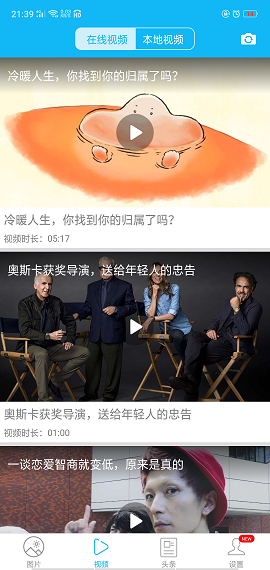 21:39
在线视频 本地视频
冷暖人生，你找到你的归属了吗？
冷暖人生，你找到你的归属了吗？
视频时长：05:17
奥斯卡获奖导演，送给年轻人的忠告
奥斯卡获奖导演，送给年轻人的忠告
视频时长：01:00
一谈恋爱智商就变低，原来是真的
NEW
图片 视频 头条 设置